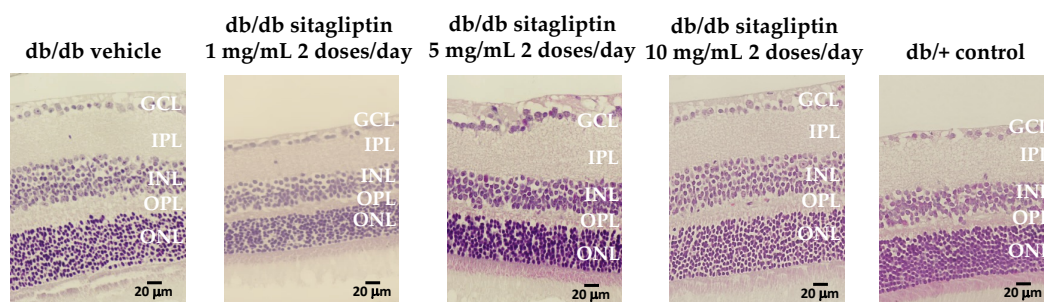 db/db vehicle
db/db sitagliptin
1 mg/mL 2 doses/day
db/db sitagliptin
5 mg/mL 2 doses/day
db/db sitagliptin
10 mg/mL 2 doses/day
db/+ control
GCL
IPL
INL
OPL
ONL
20 µm
GCL
IPL
INL
OPL
ONL
20 µm
GCL
IPL
INL
OPL
ONL
20 µm
GCL
IPL
INL
OPL
ONL
20 µm
GCL
IPL
INL
OPL
ONL
20 µm